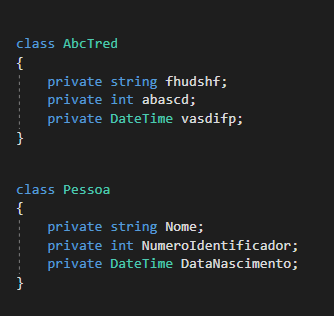 class AbcTred
{
    private string fhudshf;
    private int abascd;
    private DateTime vasdifp;
}
class Pessoa
{
    private string Nome;
    private int NumeroIdentificador;
    private DateTime DataNascimento;
}